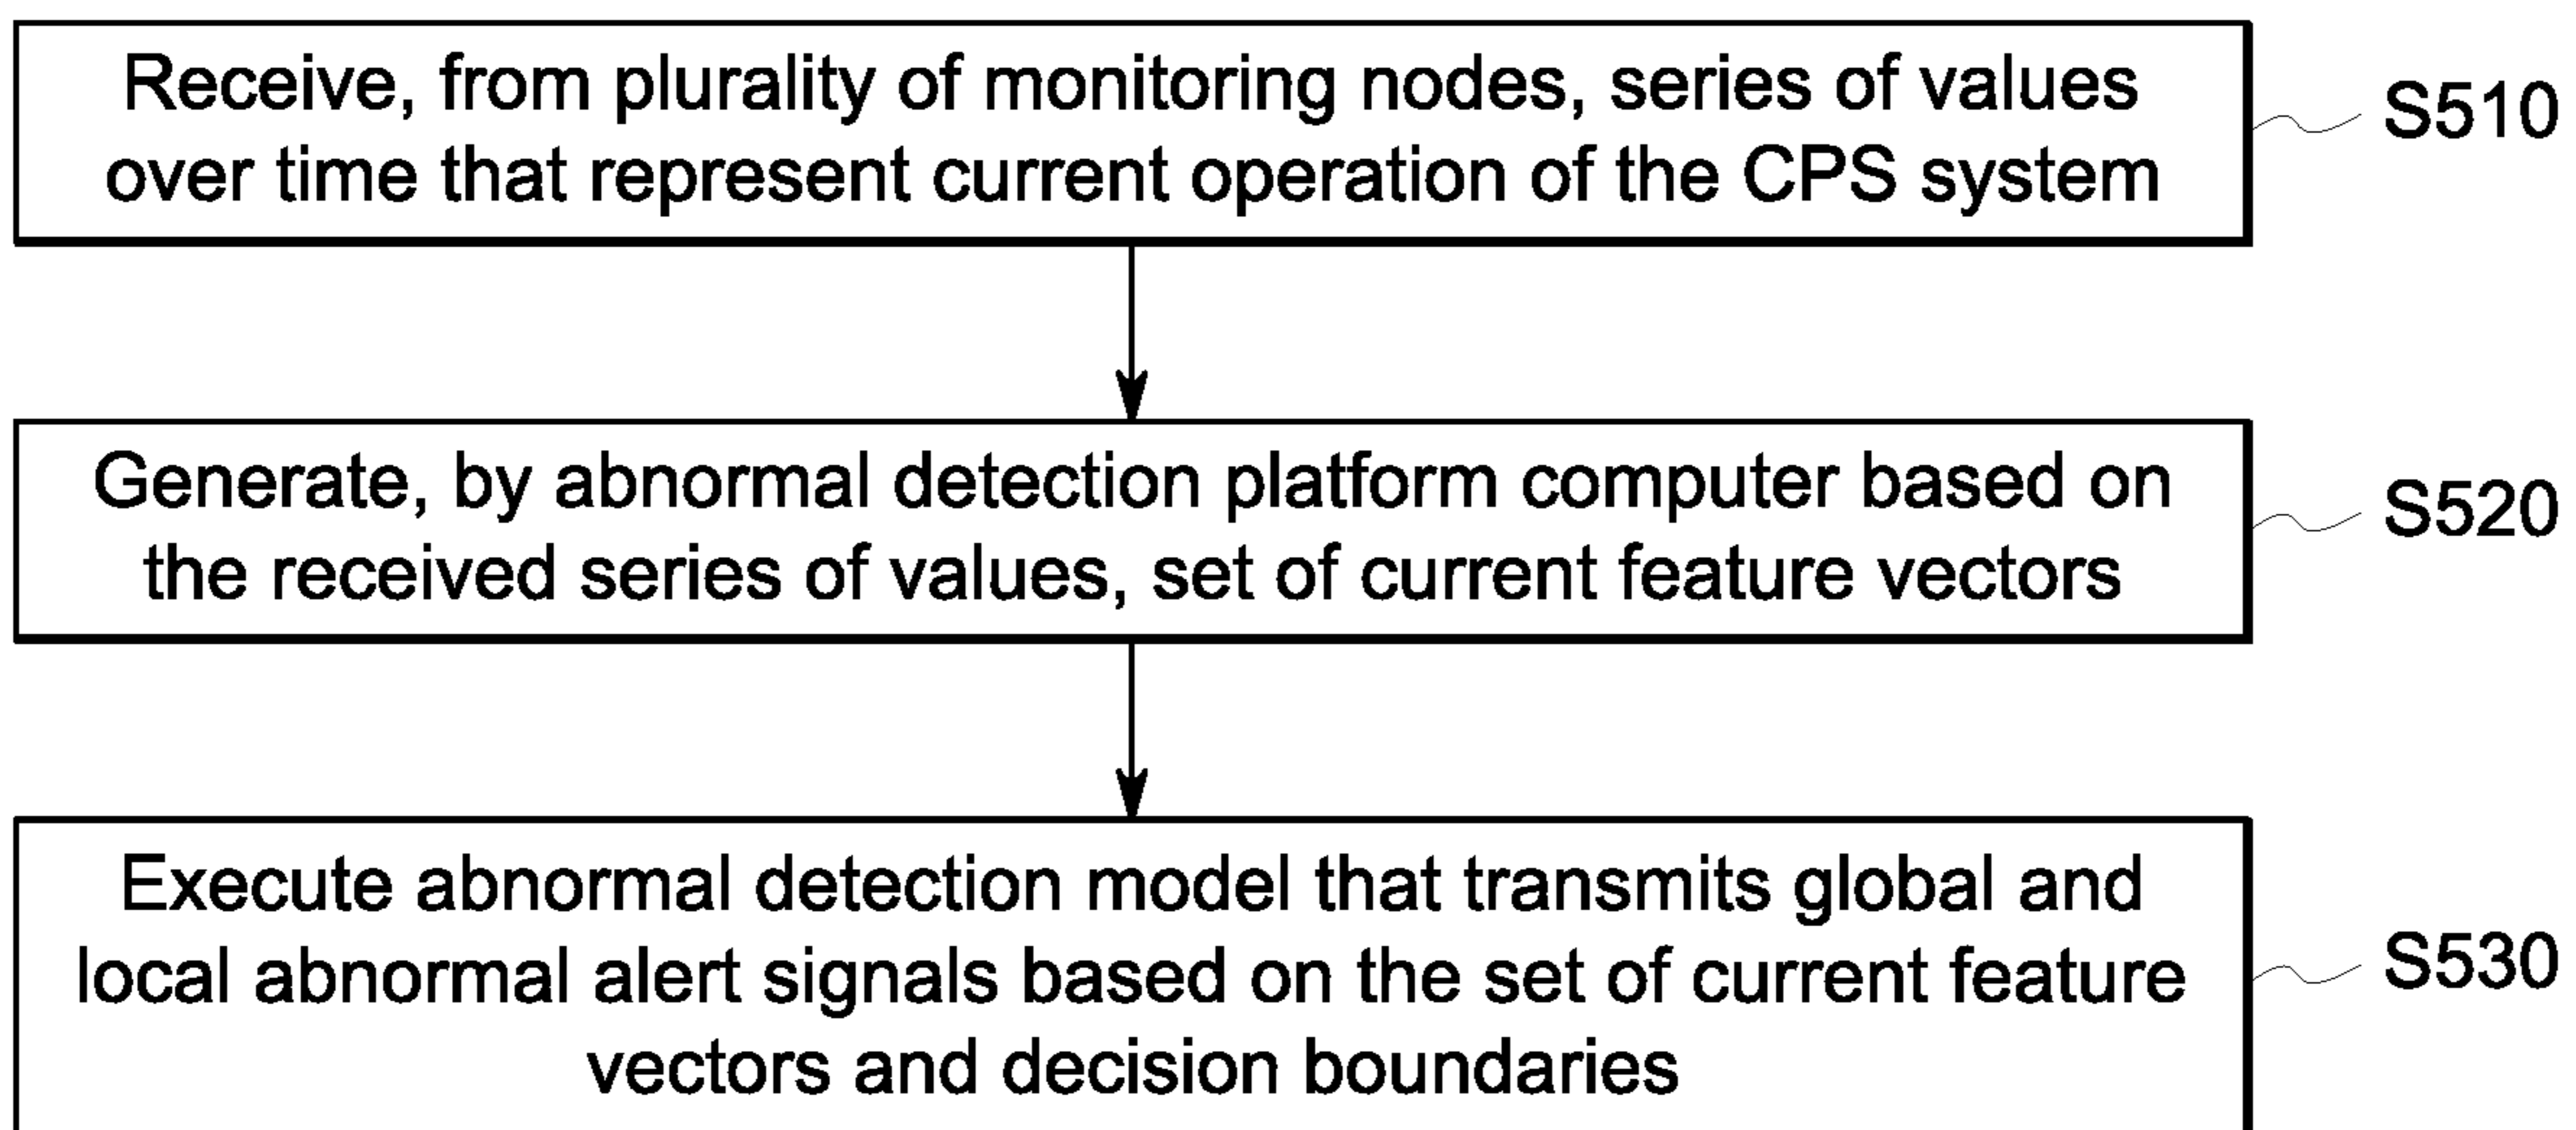 Receive, from plurality of monitoring nodes, series of values
over time that represent current operation of the CPS system
S510
Generate, by abnormal detection platform computer based on
the received series of values, set of current feature vectors
S520
Execute abnormal detection model that transmits global and
local abnormal alert signals based on the set of current feature
vectors and decision boundaries
S530